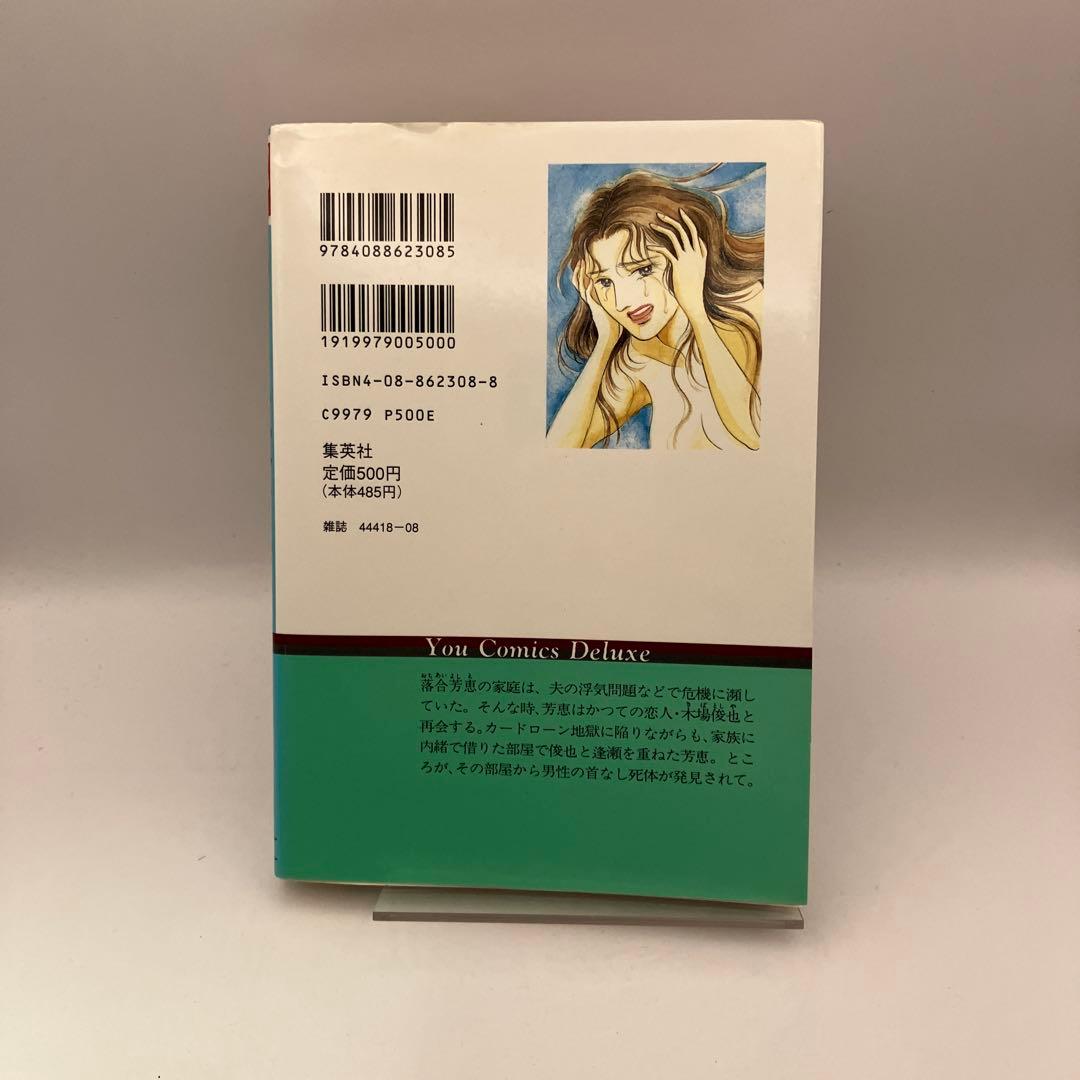 9784088623085
1919979005000
ISBN4-08-862308-8
C9979 P500E
集英社
定価500円
(本体485円)
雑誌 44418-08
You Comics Deluxe
落合芳恵の家庭は、夫の浮気問題などで危機に瀕し
ていた。そんな時、芳恵はかつての恋人・木場俊也と
再会する。カードローン地獄に陥りながらも、家族に
内緒で借りた部屋で俊也と逢瀬を重ねた芳恵。とこ
ろが、その部屋から男性の首なし死体が発見されて。